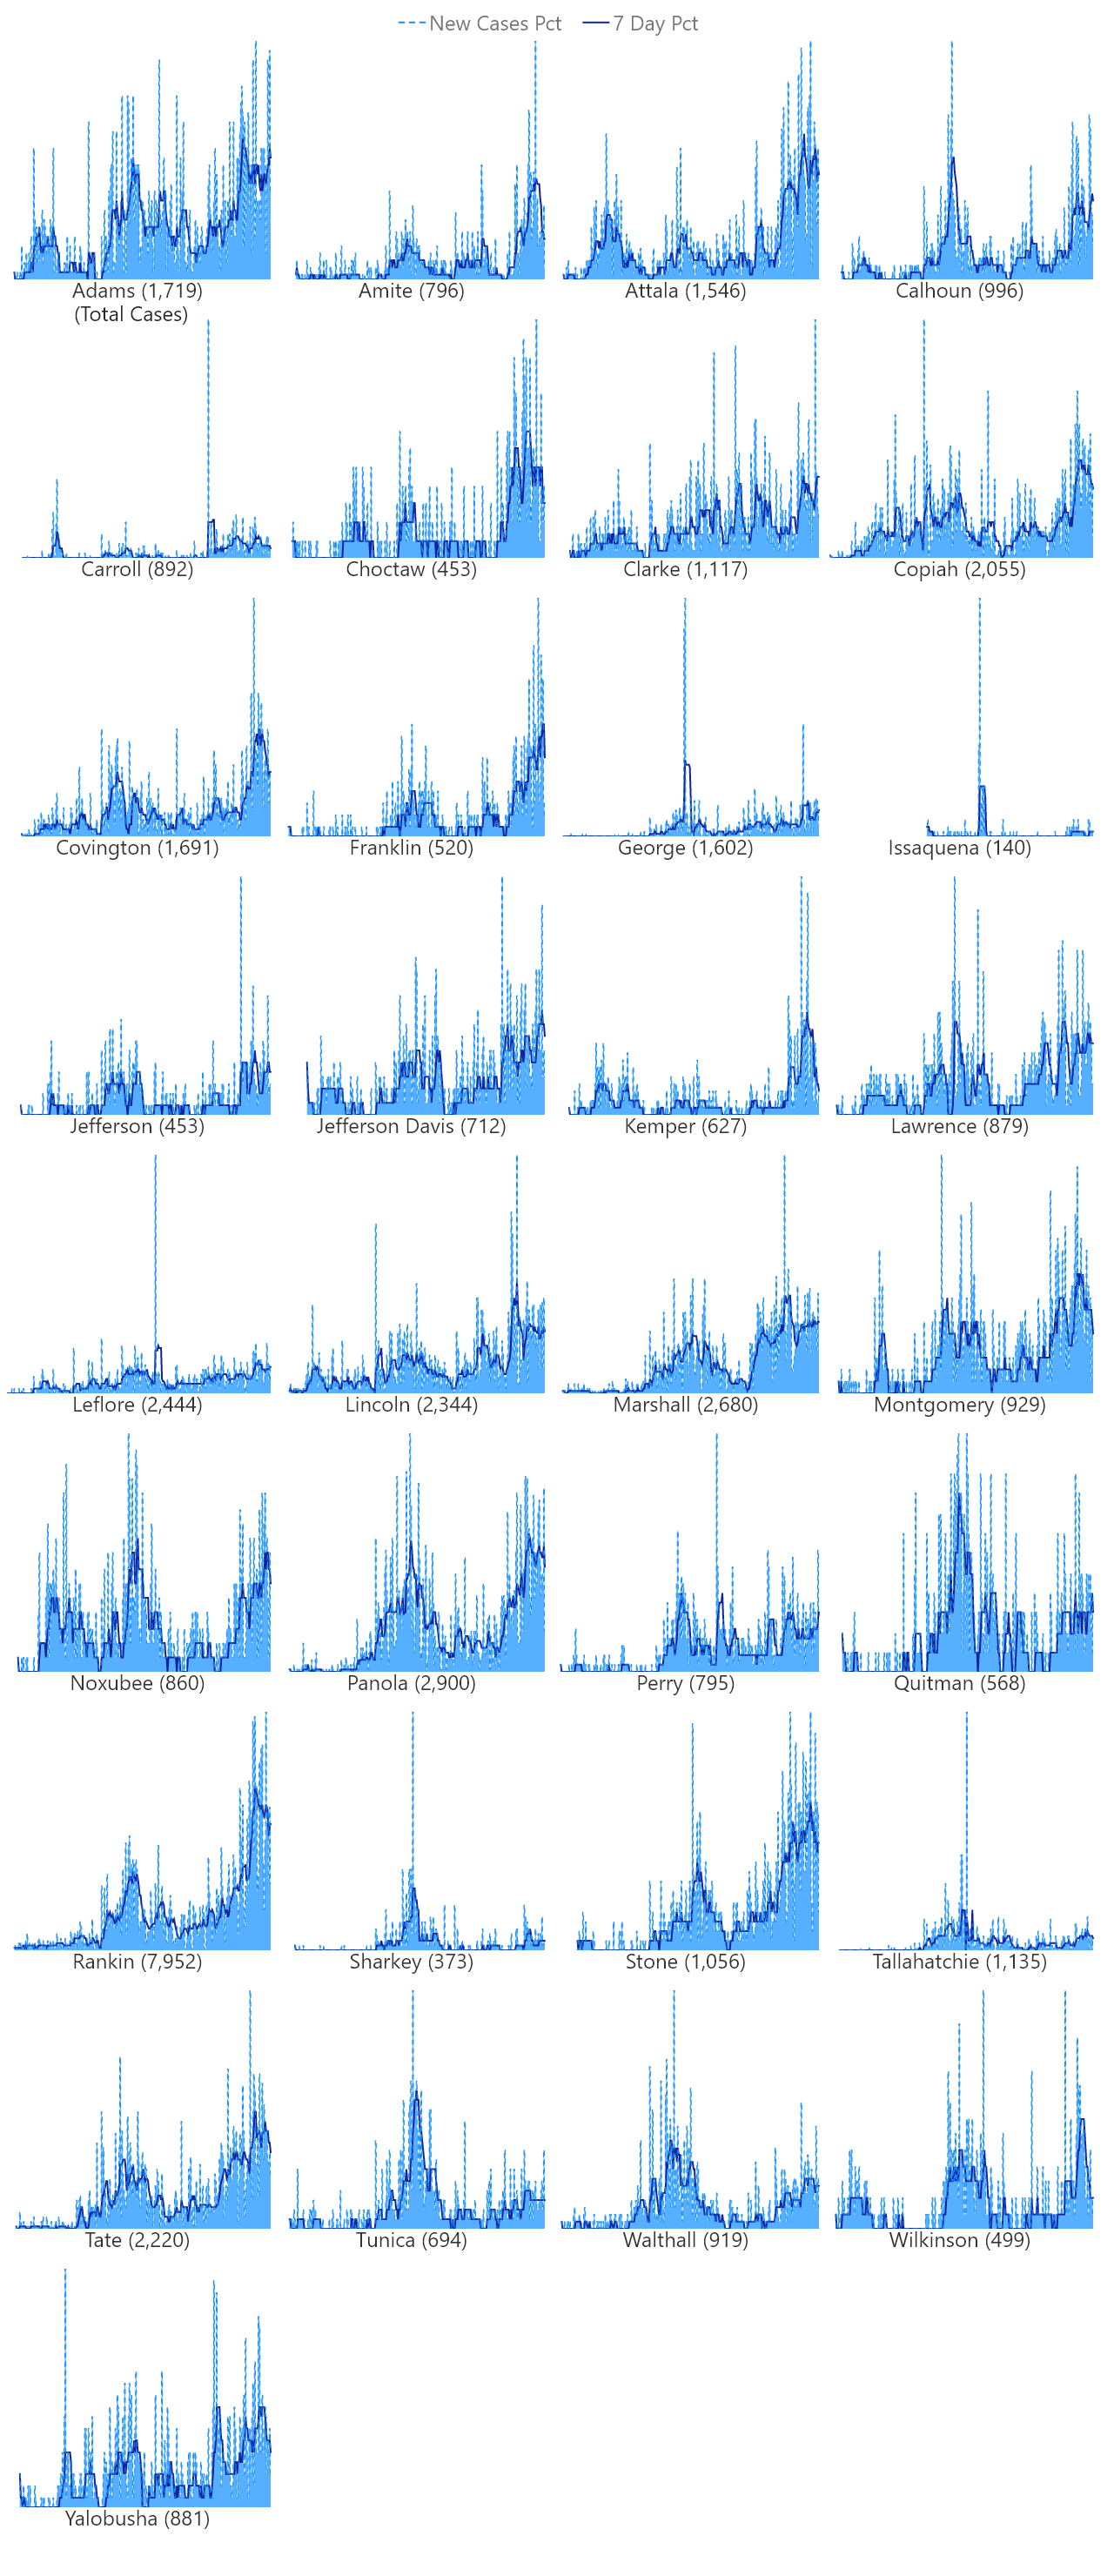 New Cases Pct 7 Day Pct
Adams (1,719) Amite (796) Attala (1,546) Calhoun (996)
(Total Cases)
Carroll (892) Choctaw (453) Clarke (1,117) Copiah (2,055)
Covington (1,691) Franklin (520) George (1,602) Issaquena (140)
Jefferson (453) Jefferson Davis (712) Kemper (627) Lawrence (879)
Leflore (2,444) Lincoln (2,344) Marshall (2,680) Montgomery (929)
Noxubee (860) Panola (2,900) Perry (795) Quitman (568)
Rankin (7,952) Sharkey (373) Stone (1,056) Tallahatchie (1,135)
Tate (2,220) Tunica (694) Walthall (919) Wilkinson (499)
Yalobusha (881)